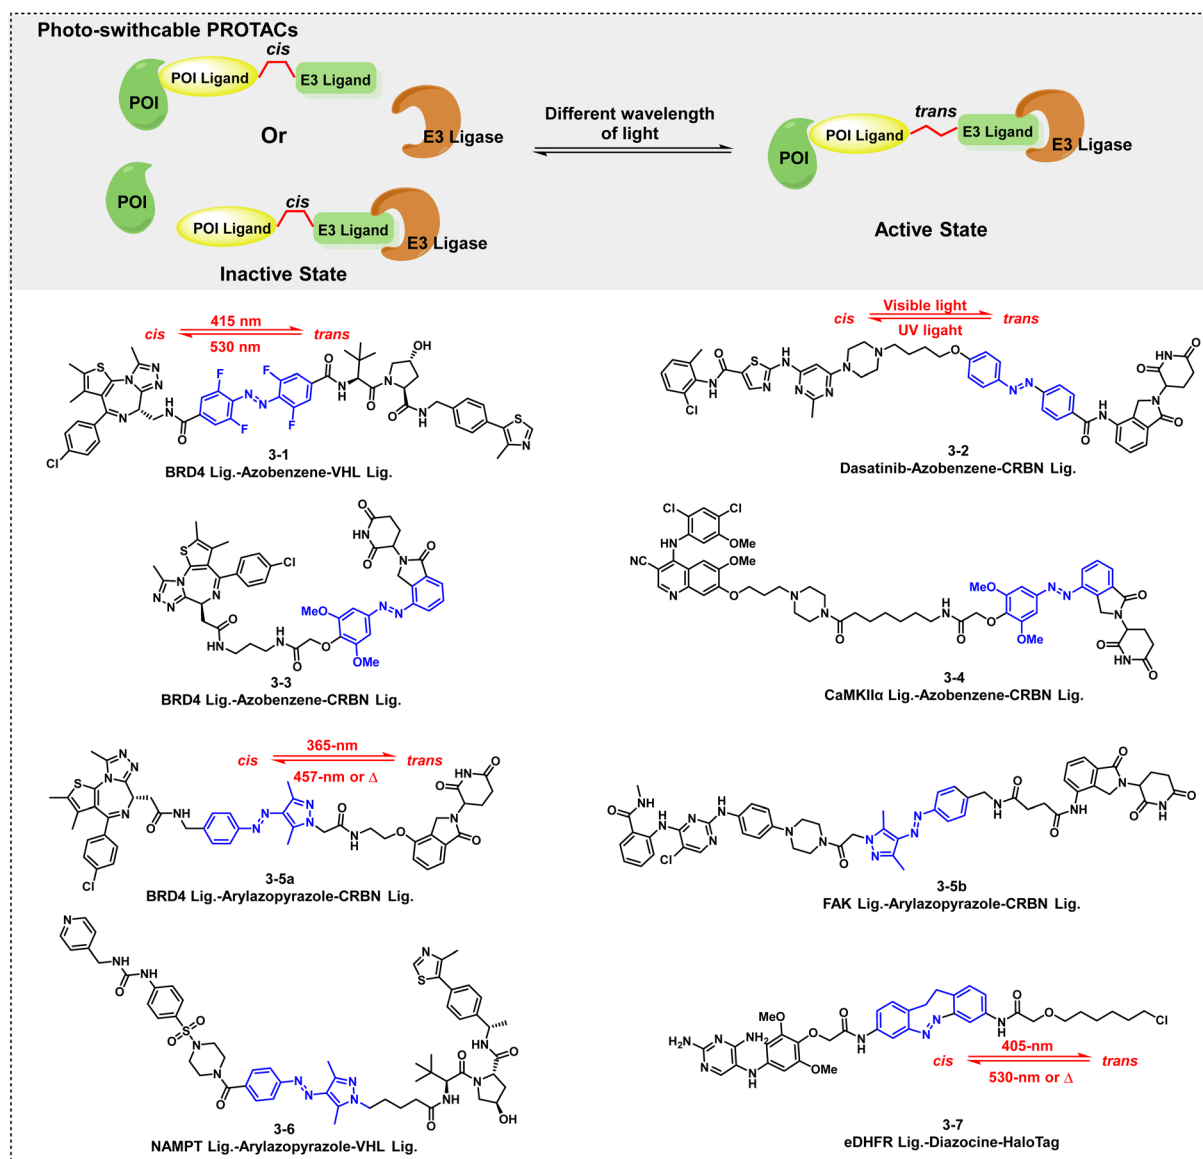 Photo-swithcable PROTACs
cis
POI Ligand
E3 Ligand
POI
Or
E3 Ligase
POI
cis
POI Ligand
E3 Ligand
E3 Ligase
Inactive State
Different wavelength
of light
trans
POI Ligand
E3 Ligand
POI
E3 Ligase
Active State
cis
415 nm
530 nm
trans
3-1
BRD4 Lig.-Azobenzene-VHL Lig.
cis
Visible light
UV ligaht
trans
3-2
Dasatinib-Azobenzene-CRBN Lig.
3-3
BRD4 Lig.-Azobenzene-CRBN Lig.
3-4
CaMKIIα Lig.-Azobenzene-CRBN Lig.
cis
365-nm
457-nm or Δ
trans
3-5a
BRD4 Lig.-Arylazopyrazole-CRBN Lig.
3-5b
FAK Lig.-Arylazopyrazole-CRBN Lig.
3-6
NAMPT Lig.-Arylazopyrazole-VHL Lig.
cis
405-nm
530-nm or Δ
trans
3-7
eDHFR Lig.-Diazocine-HaloTag